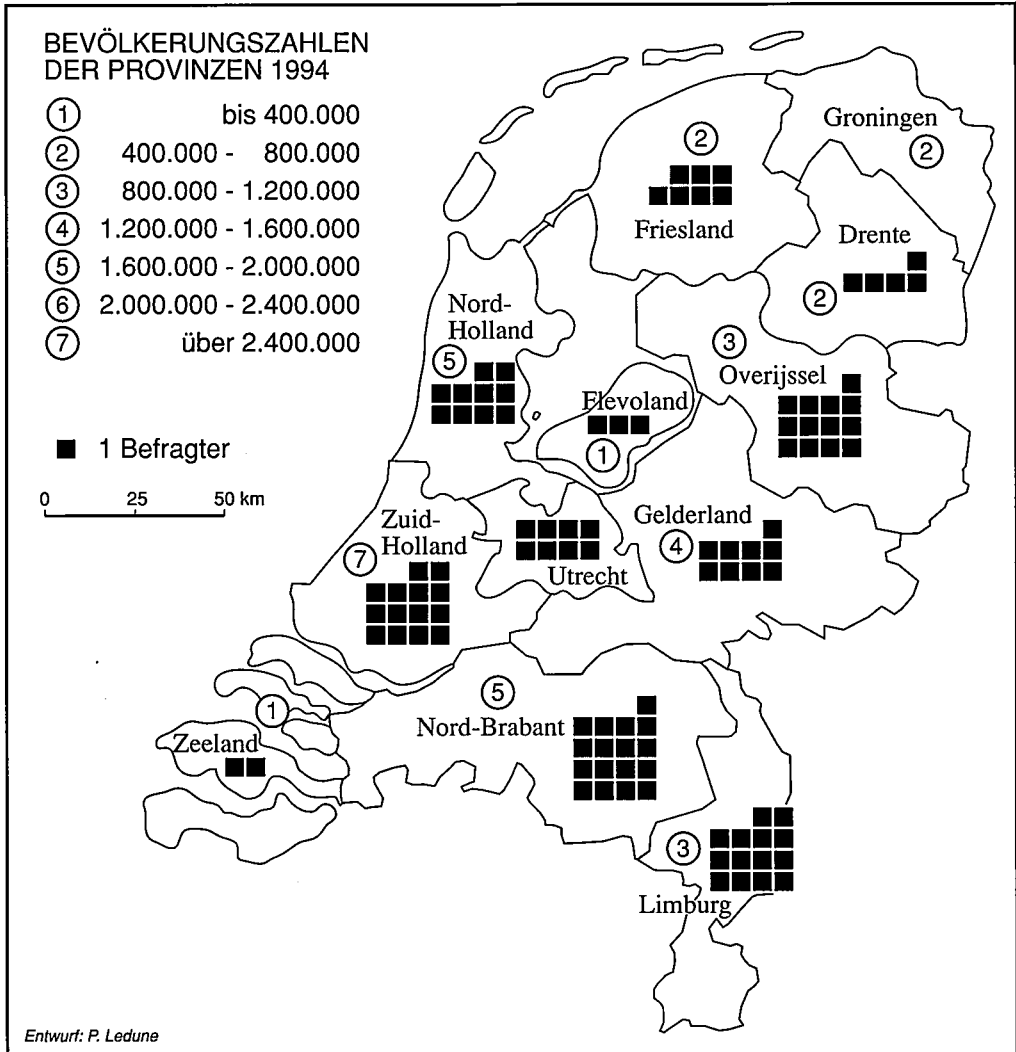 BEVÖLKERUNGSZAHLEN
DER PROVINZEN 1994
1 bis 400.000
2 400.000 - 800.000
3 800.000 - 1.200.000
4 1.200.000 - 1.600.000
5 1.600.000 - 2.000.000
6 2.000.000 - 2.400.000
7 über 2.400.000
1 Befragter
0 25 50 km
Groningen
2
2
Friesland
Drente
2
Nord-
Holland
5
3
Overijssel
Flevoland
1
Zuid-
Holland
7
Utrecht
Gelderland
4
1
Zeeland
5
Nord-Brabant
3
Limburg
Entwurf: P. Ledune